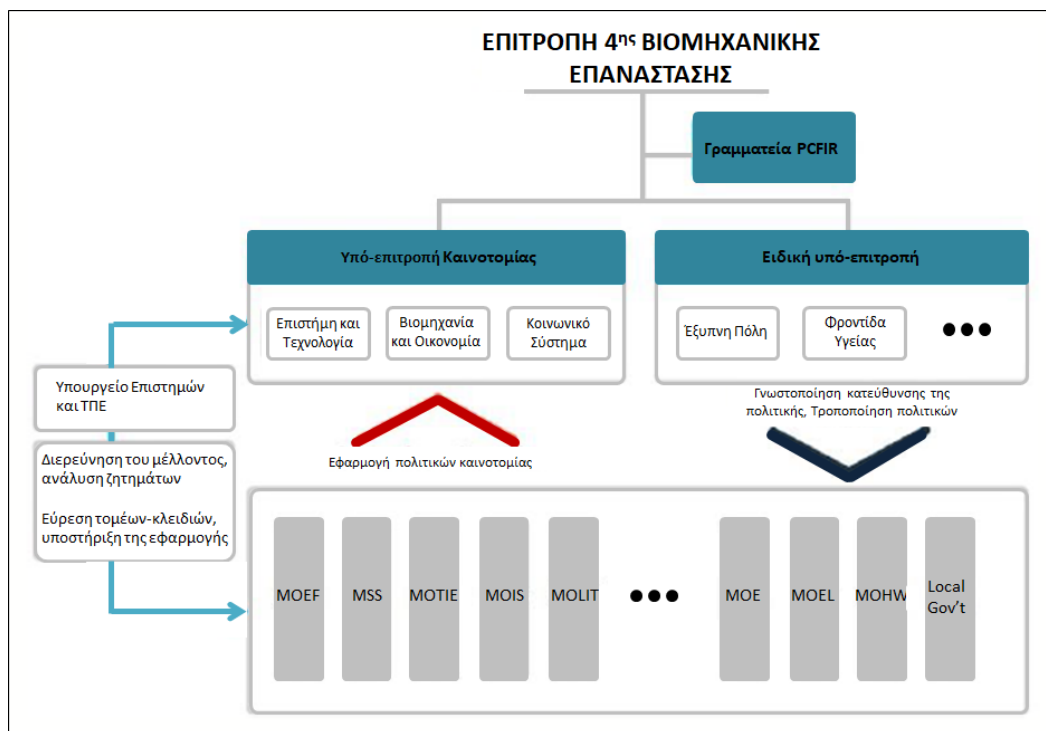 ΕΠΙΤΡΟΠΗ 4ης ΒΙΟΜΗΧΑΝΙΚΗΣ
ΕΠΑΝΑΣΤΑΣΗΣ
Γραμματεία PCFIR
Υπό-επιτροπή Καινοτομίας
Ειδική υπό-επιτροπή
Επιστήμη και
Τεχνολογία
Βιομηχανία
και Οικονομία
Κοινωνικό
Σύστημα
Έξυπνη Πόλη
Φροντίδα
Υγείας
Υπουργείο Επιστημών
και ΤΠΕ
Διερεύνηση του μέλλοντος,
ανάλυση ζητημάτων
Εύρεση τομέων-κλειδιών,
υποστήριξη της εφαρμογής
Εφαρμογή πολιτικών καινοτομίας
Γνωστοποίηση κατεύθυνσης της
πολιτικής, Τροποποίηση πολιτικών
MOEF
MSS
MOTIE
MOIS
MOLIT
MOE
MOEL
MOHW
Local
Gov't